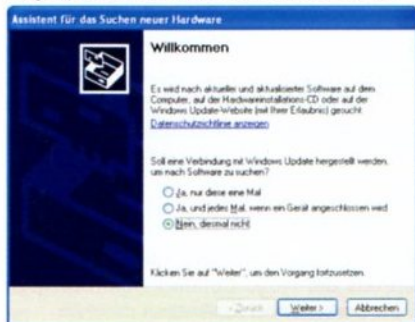 Assistent für das Suchen neuer Hardware
Willkommen
Es wird nach aktueller und aktualisierter Software auf dem
Computer, auf der Hardwareinstallations-CD oder auf der
Windows Update-Website (mit Ihrer Erlaubnis) gesucht.
Datenschutzrichtlinie anzeigen
Soll eine Verbindung mit Windows Update hergestellt werden,
um nach Software zu suchen?
Ja, nur diese eine Mal
Ja, und jedes Mal, wenn ein Gerät angeschlossen wird
Nein, diesmal nicht
Klicken Sie auf "Weiter", um den Vorgang fortzusetzen.
< Zurück Weiter > Abbrechen